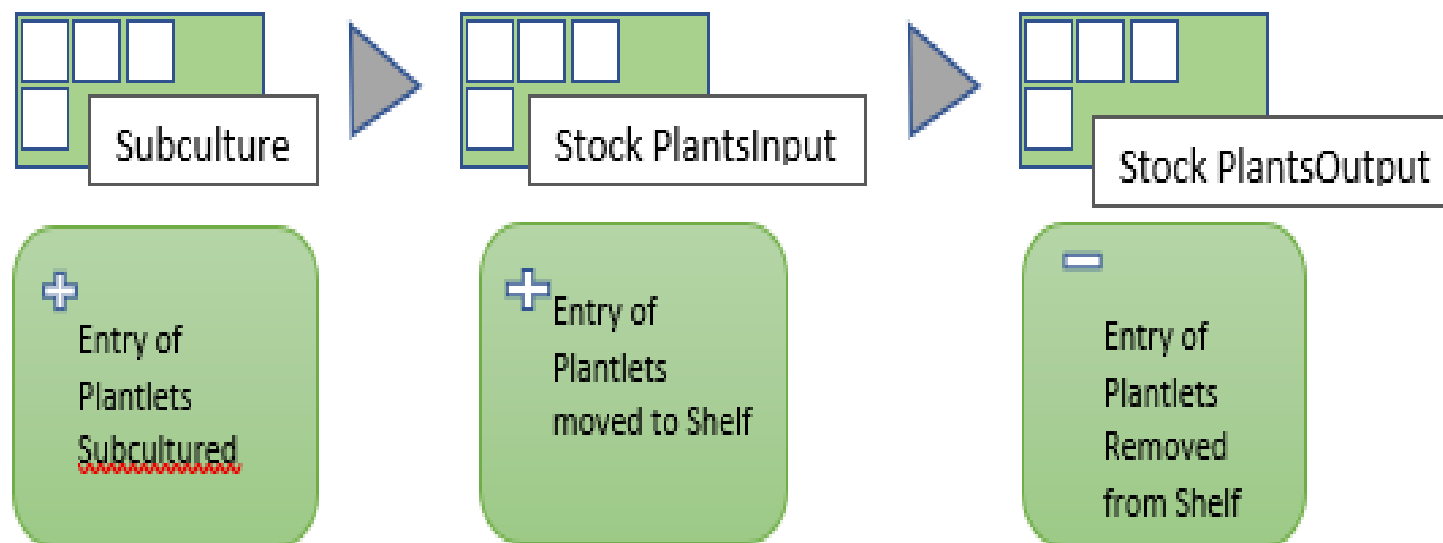 Subculture
Stock PlantsInput
Stock PlantsOutput
Entry of
Plantlets
Subcultured
Entry of
Plantlets
moved to Shelf
Entry of
Plantlets
Removed
from Shelf